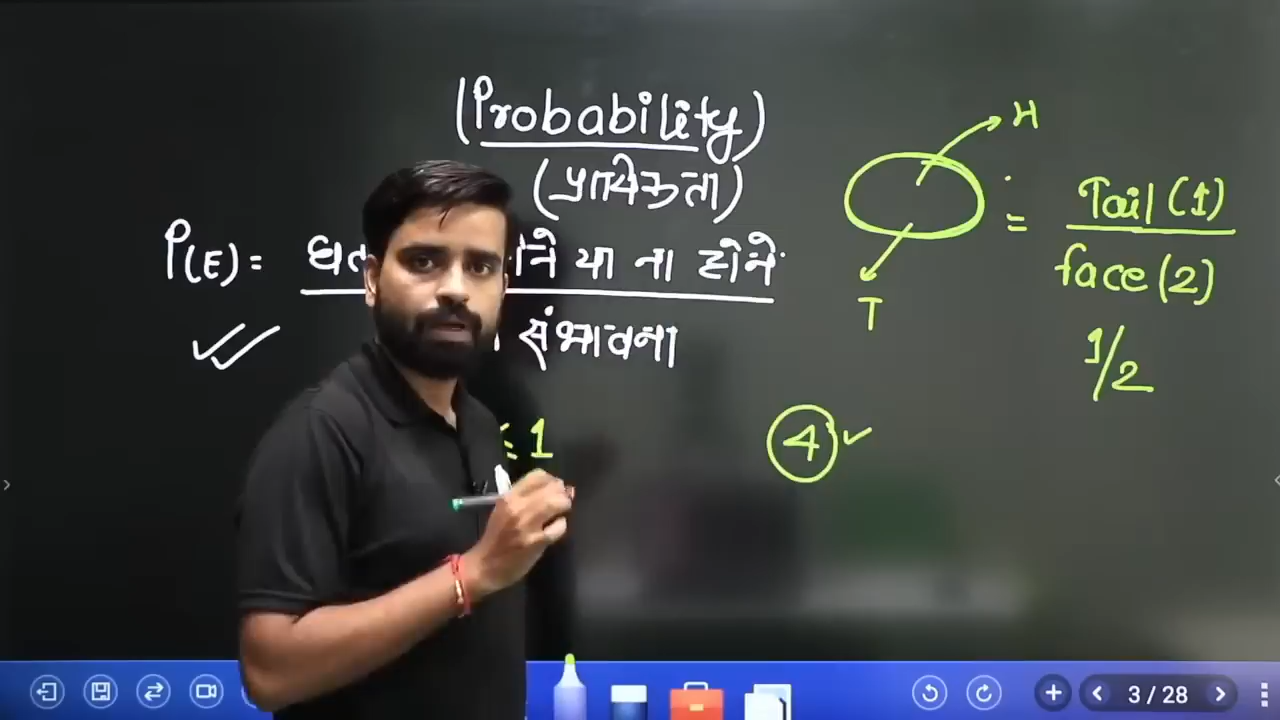 (Probability)
(प्रायिकता)
P(E) = होने या ना होने
संभावना
≤ 1
H
T
= Tail (1)
face (2)
1/2
4
3 / 28